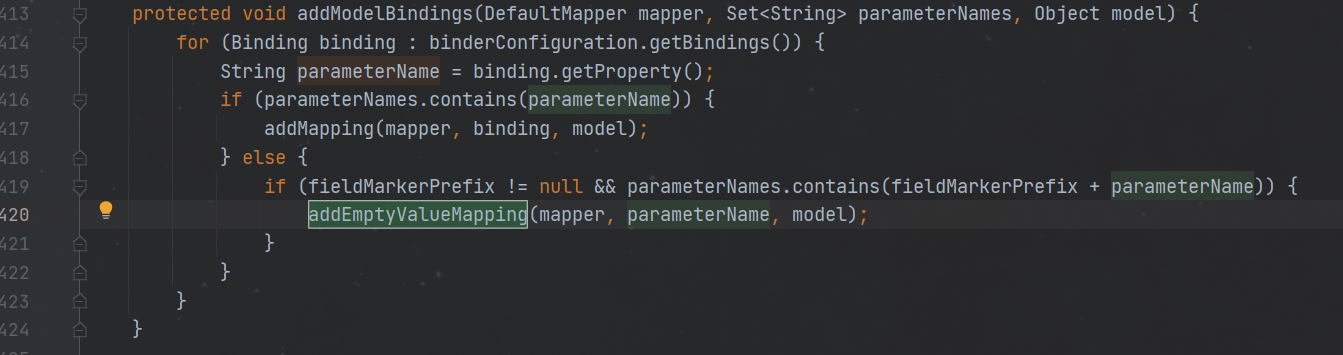 413 protected void addModelBindings(DefaultMapper mapper, Set<String> parameterNames, Object model) {
414 for (Binding binding : binderConfiguration.getBindings()) {
415 String parameterName = binding.getProperty();
416 if (parameterNames.contains(parameterName)) {
417 addMapping(mapper, binding, model);
418 } else {
419 if (fieldMarkerPrefix != null && parameterNames.contains(fieldMarkerPrefix + parameterName)) {
420 addEmptyValueMapping(mapper, parameterName, model);
421 }
422 }
423 }
424 }